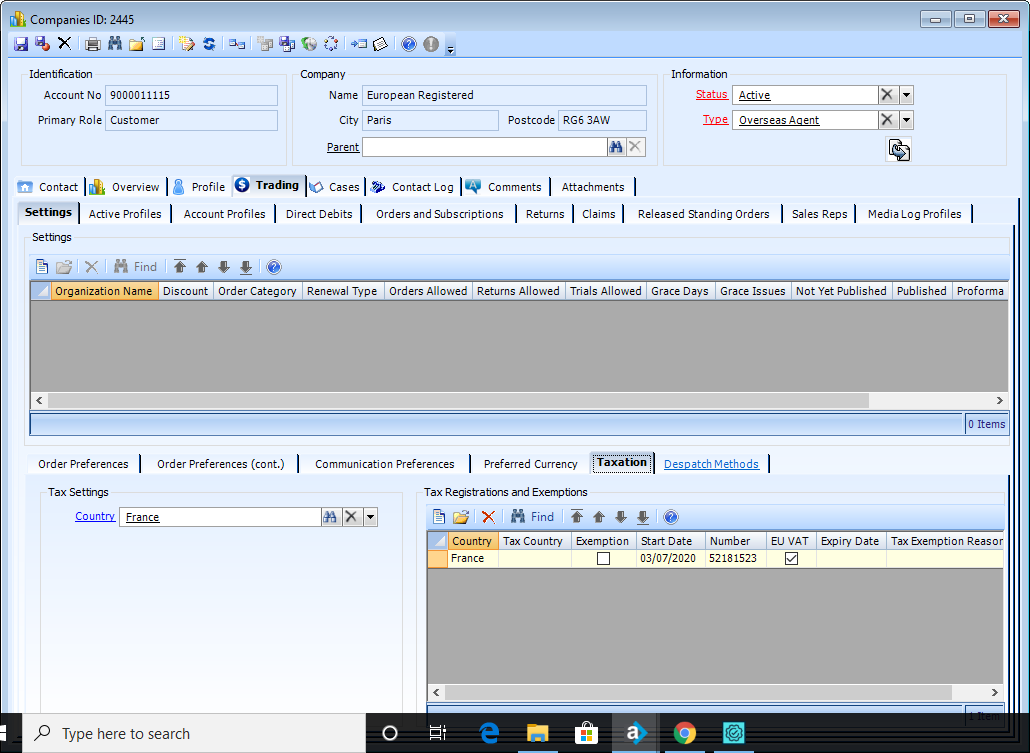 Companies ID: 2445
Identification
Account No 9000011115
Primary Role Customer
Company
Name European Registered
City Paris Postcode RG6 3AW
Parent
Information
Status Active
Type Overseas Agent
Contact Overview Profile Trading Cases Contact Log Comments Attachments
Settings Active Profiles Account Profiles Direct Debits Orders and Subscriptions Returns Claims Released Standing Orders Sales Reps Media Log Profiles
Settings
Find
Organization Name Discount Order Category Renewal Type Orders Allowed Returns Allowed Trials Allowed Grace Days Grace Issues Not Yet Published Published Proforma
0 Items
Order Preferences Order Preferences (cont.) Communication Preferences Preferred Currency Taxation Despatch Methods
Tax Settings
Country France
Tax Registrations and Exemptions
Find
Country Tax Country Exemption Start Date Number EU VAT Expiry Date Tax Exemption Reason
France 03/07/2020 52181523
1 Item
Type here to search